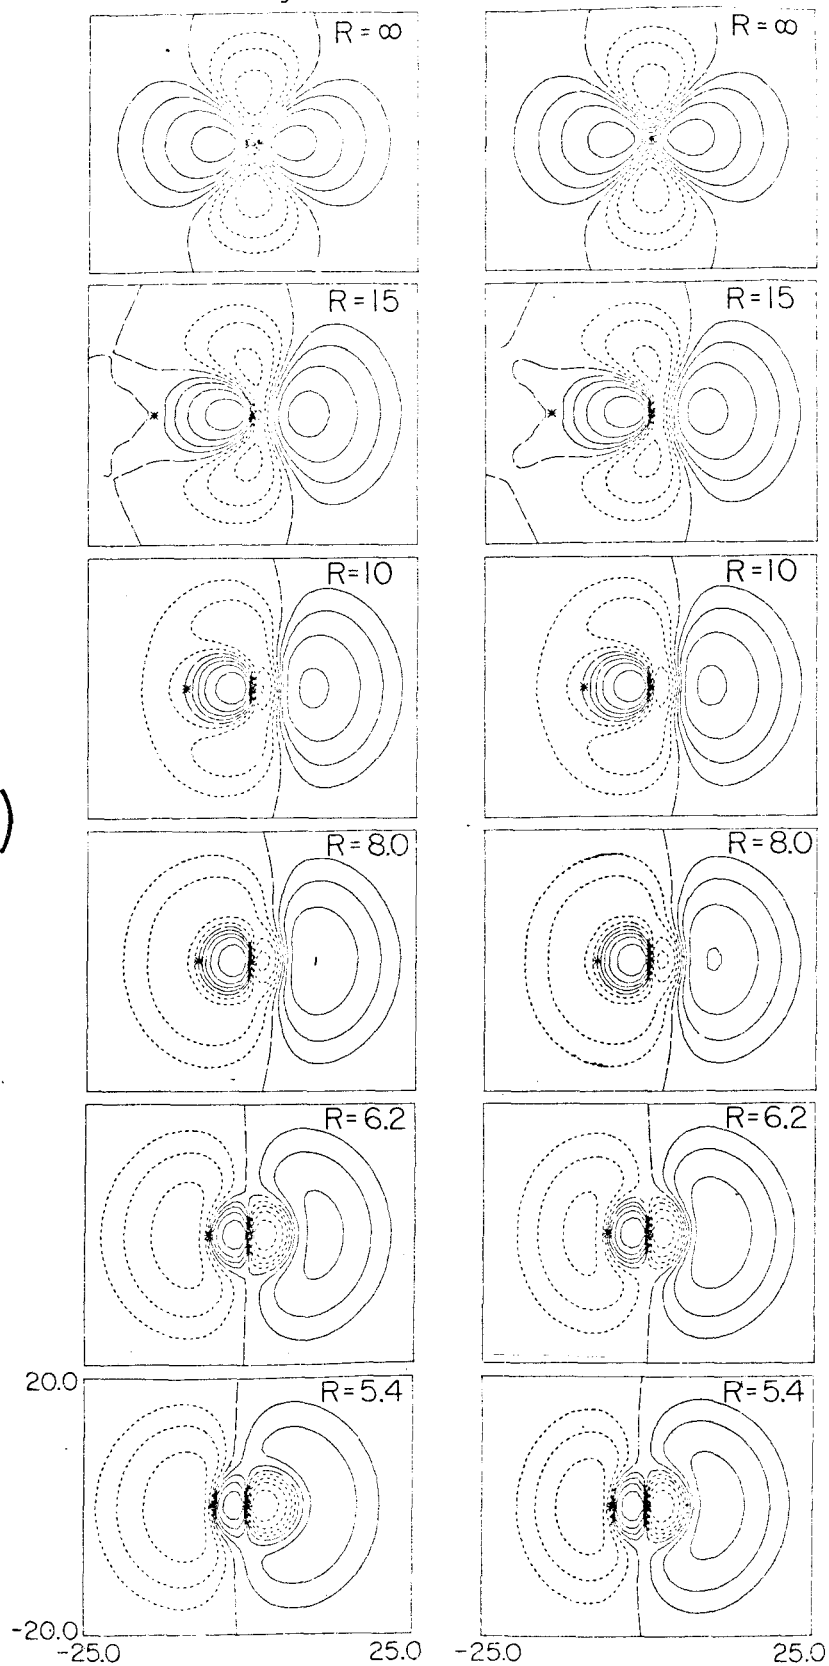 R = ∞ R = ∞
R=15 R=15
R=10 R=10
R=8.0 R=8.0
R=6.2 R=6.2
20.0 R=5.4 R=5.4
-20.0
-25.0 25.0 -25.0 25.0